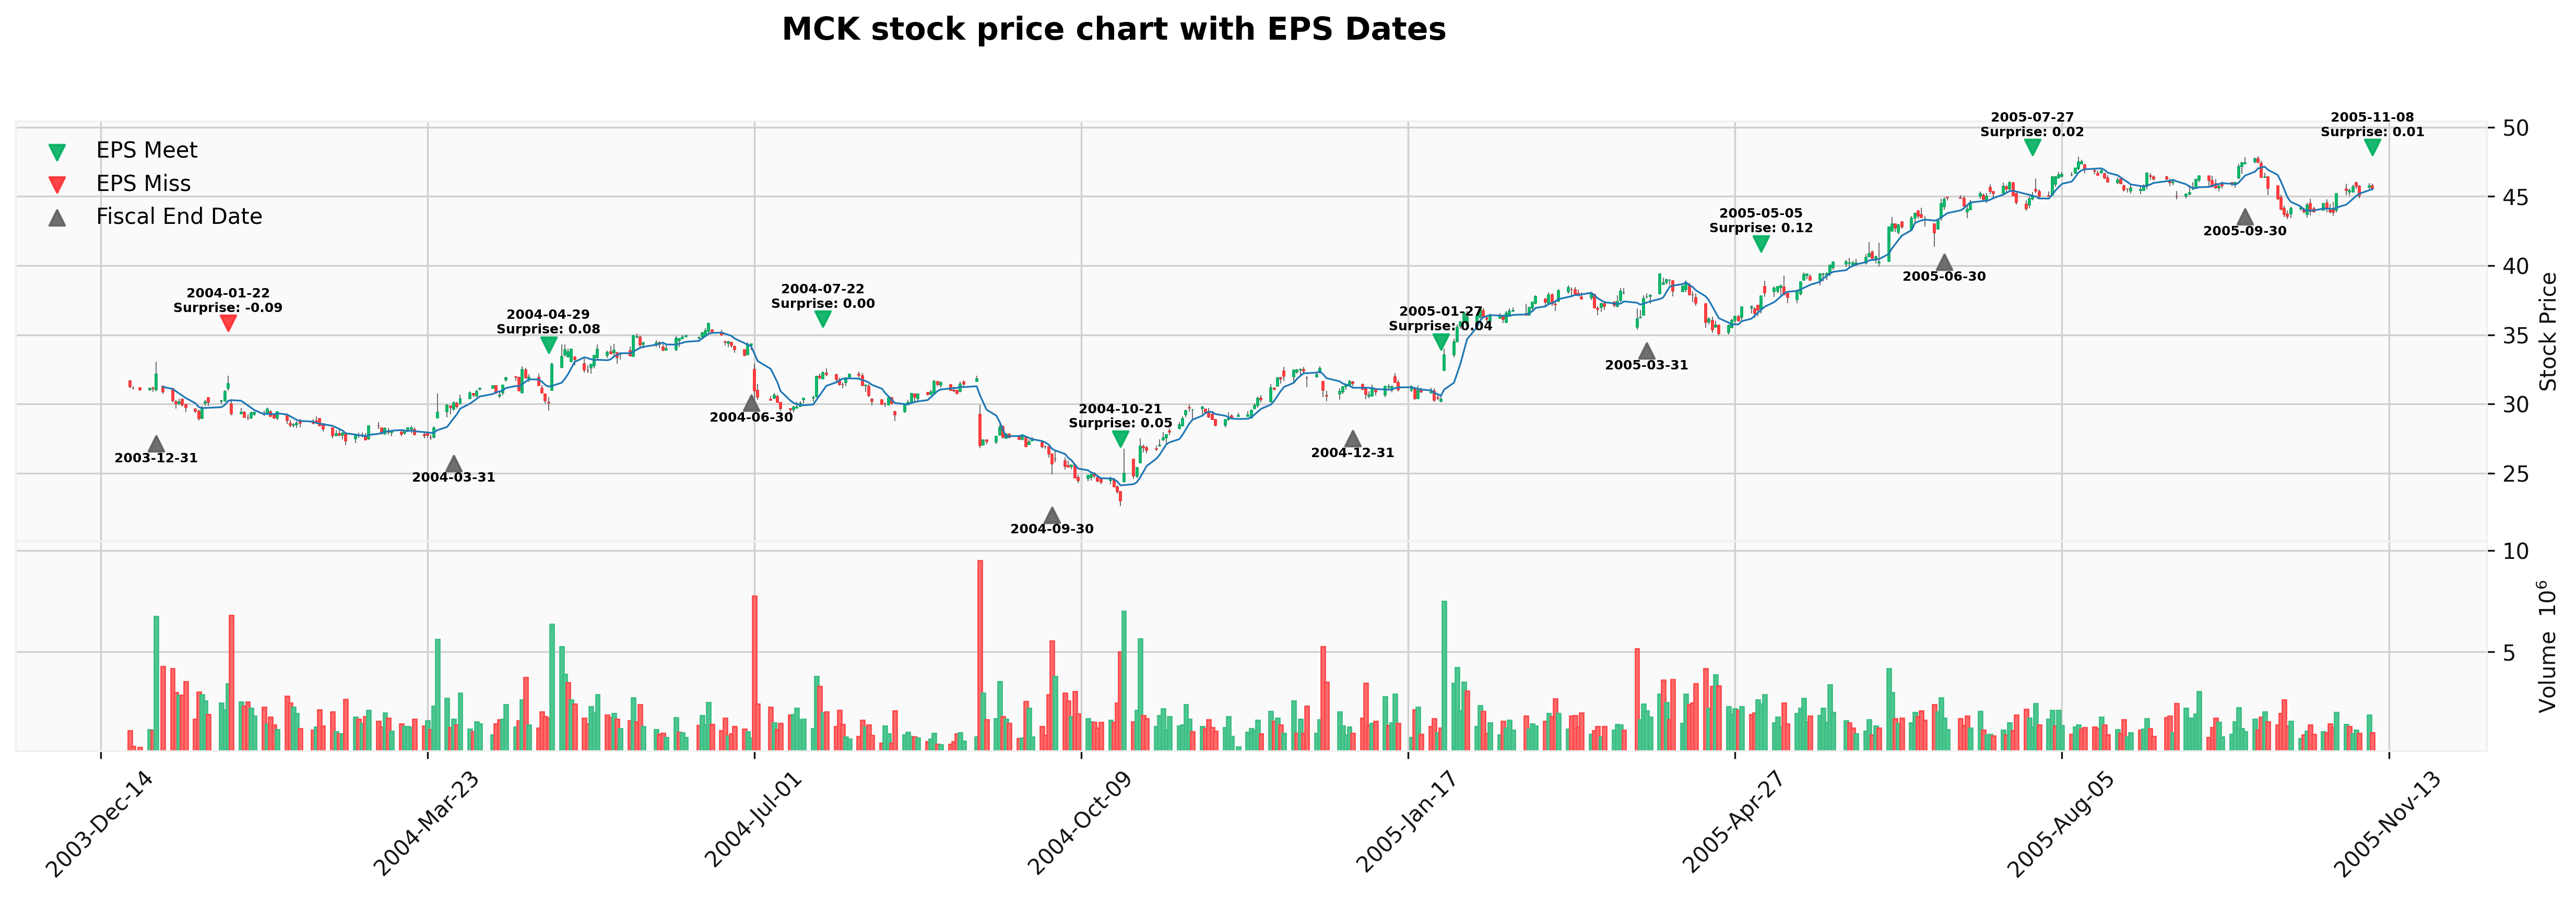 MCK stock price chart with EPS Dates
EPS Meet
EPS Miss
Fiscal End Date
2003-12-31
2004-01-22
Surprise: -0.09
2004-03-31
2004-04-29
Surprise: 0.08
2004-06-30
2004-07-22
Surprise: 0.00
2004-09-30
2004-10-21
Surprise: 0.05
2004-12-31
2005-01-27
Surprise: 0.04
2005-03-31
2005-05-05
Surprise: 0.12
2005-06-30
2005-07-27
Surprise: 0.02
2005-09-30
2005-11-08
Surprise: 0.01
50
45
40
35
30
25
Stock Price
10
5
Volume 10⁶
2003-Dec-14
2004-Mar-23
2004-Jul-01
2004-Oct-09
2005-Jan-17
2005-Apr-27
2005-Aug-05
2005-Nov-13